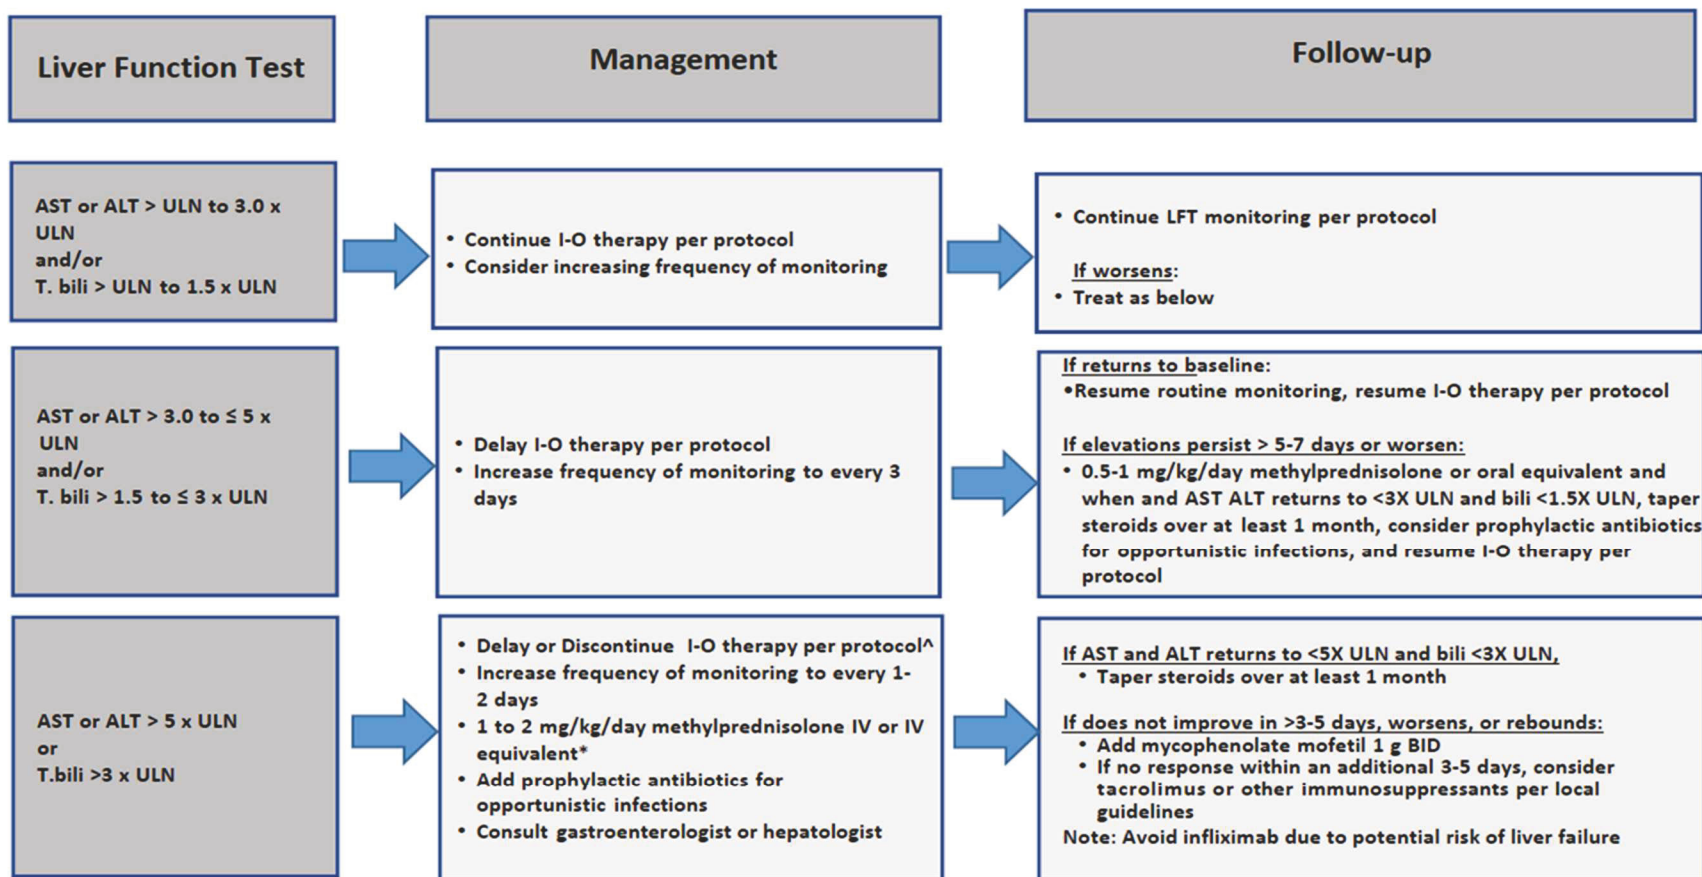 Liver Function Test
Management
Follow-up
AST or ALT > ULN to 3.0 x
ULN
and/or
T. bili > ULN to 1.5 x ULN
• Continue I-O therapy per protocol
• Consider increasing frequency of monitoring
• Continue LFT monitoring per protocol
If worsens:
• Treat as below
AST or ALT > 3.0 to ≤ 5 x
ULN
and/or
T. bili > 1.5 to ≤ 3 x ULN
• Delay I-O therapy per protocol
• Increase frequency of monitoring to every 3
days
If returns to baseline:
•Resume routine monitoring, resume I-O therapy per protocol
If elevations persist > 5-7 days or worsen:
• 0.5-1 mg/kg/day methylprednisolone or oral equivalent and
when and AST ALT returns to <3X ULN and bili <1.5X ULN, taper
steroids over at least 1 month, consider prophylactic antibiotics
for opportunistic infections, and resume I-O therapy per
protocol
AST or ALT > 5 x ULN
or
T.bili >3 x ULN
• Delay or Discontinue I-O therapy per protocol^
• Increase frequency of monitoring to every 1-
2 days
• 1 to 2 mg/kg/day methylprednisolone IV or IV
equivalent*
• Add prophylactic antibiotics for
opportunistic infections
• Consult gastroenterologist or hepatologist
If AST and ALT returns to <5X ULN and bili <3X ULN,
• Taper steroids over at least 1 month
If does not improve in >3-5 days, worsens, or rebounds:
• Add mycophenolate mofetil 1 g BID
• If no response within an additional 3-5 days, consider
tacrolimus or other immunosuppressants per local
guidelines
Note: Avoid infliximab due to potential risk of liver failure